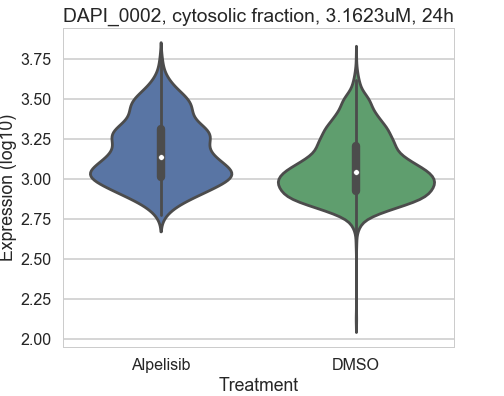 DAPI_0002, cytosolic fraction, 3.1623uM, 24h
Expression (log10)
3.75
3.50
3.25
3.00
2.75
2.50
2.25
2.00
Alpelisib DMSO
Treatment